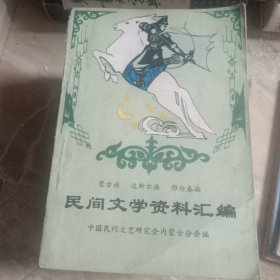 蒙古族 达斡尔族 鄂伦春族
民间文学资料汇编
中国民间文艺研究会内蒙古分会编